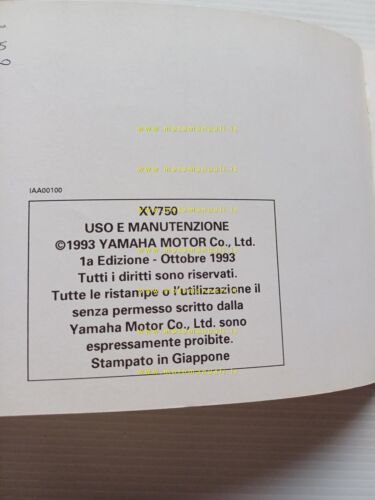 5
IAA00100
XV750
USO E MANUTENZIONE
©1993 YAMAHA MOTOR Co., Ltd.
1a Edizione - Ottobre 1993
Tutti i diritti sono riservati.
Tutte le ristampe o l'utilizzazione il
senza permesso scritto dalla
Yamaha Motor Co., Ltd. sono
espressamente proibite.
Stampato in Giappone